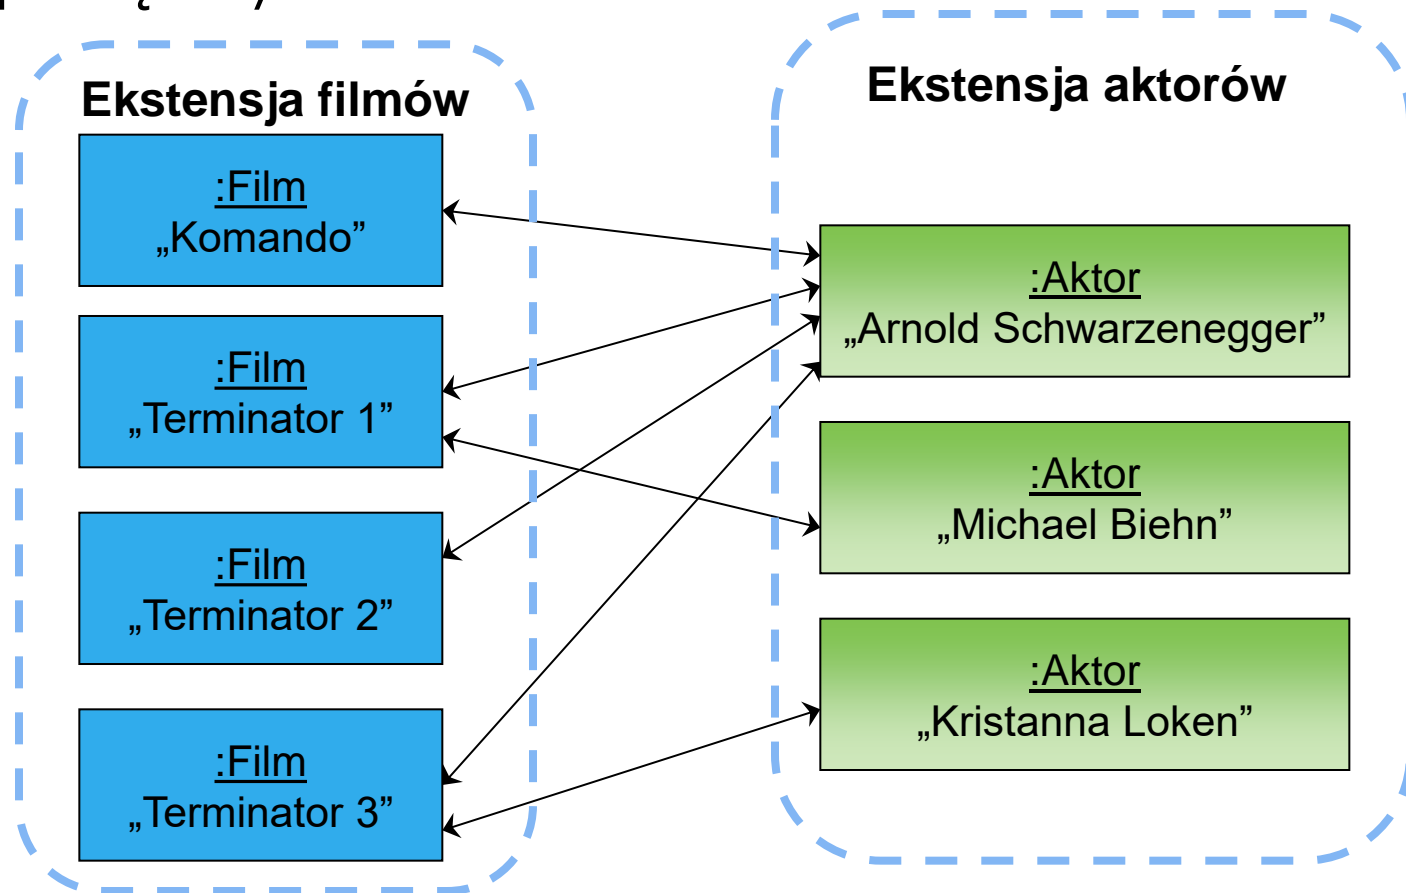 Ekstensja filmów
:Film
„Komando”
:Film
„Terminator 1”
:Film
„Terminator 2”
:Film
„Terminator 3”
Ekstensja aktorów
:Aktor
„Arnold Schwarzenegger”
:Aktor
„Michael Biehn”
:Aktor
„Kristanna Loken”